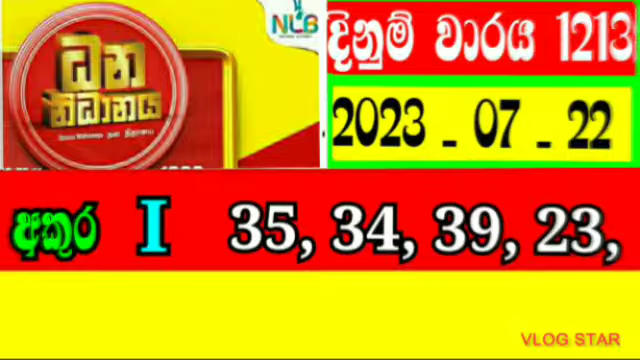 NLB
ධන
නිධානය
දිනුම් වාරය 1213
2023 _ 07 _ 22
අකුර I 35, 34, 39, 23,
VLOG STAR